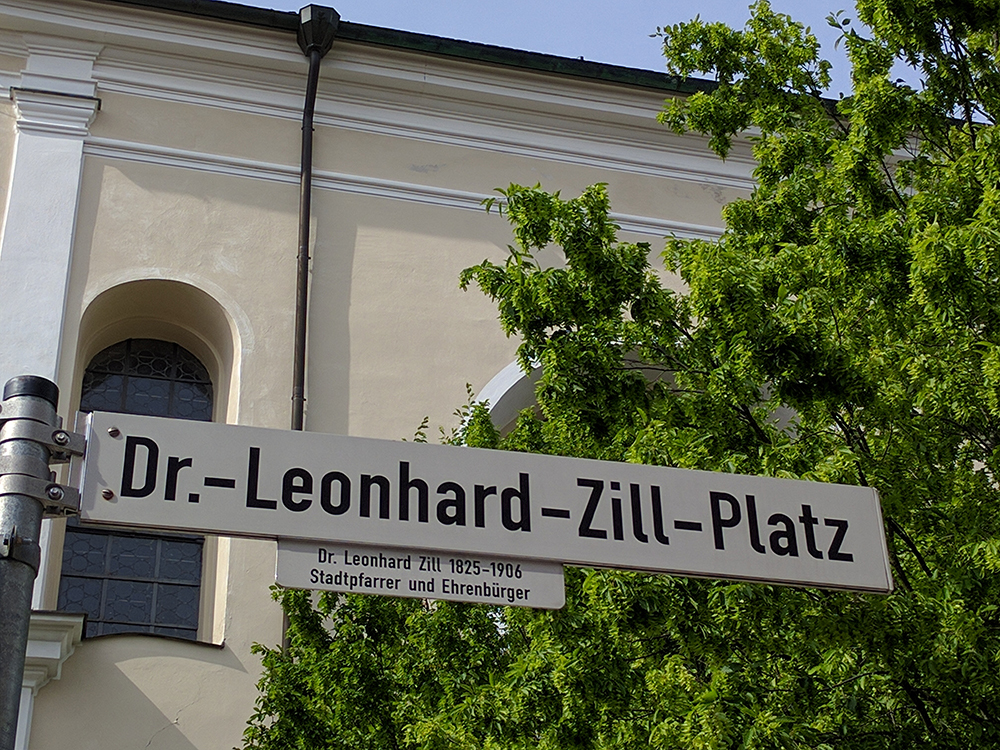 Dr.-Leonhard-Zill-Platz
Dr. Leonhard Zill 1825-1906
Stadtpfarrer und Ehrenbürger